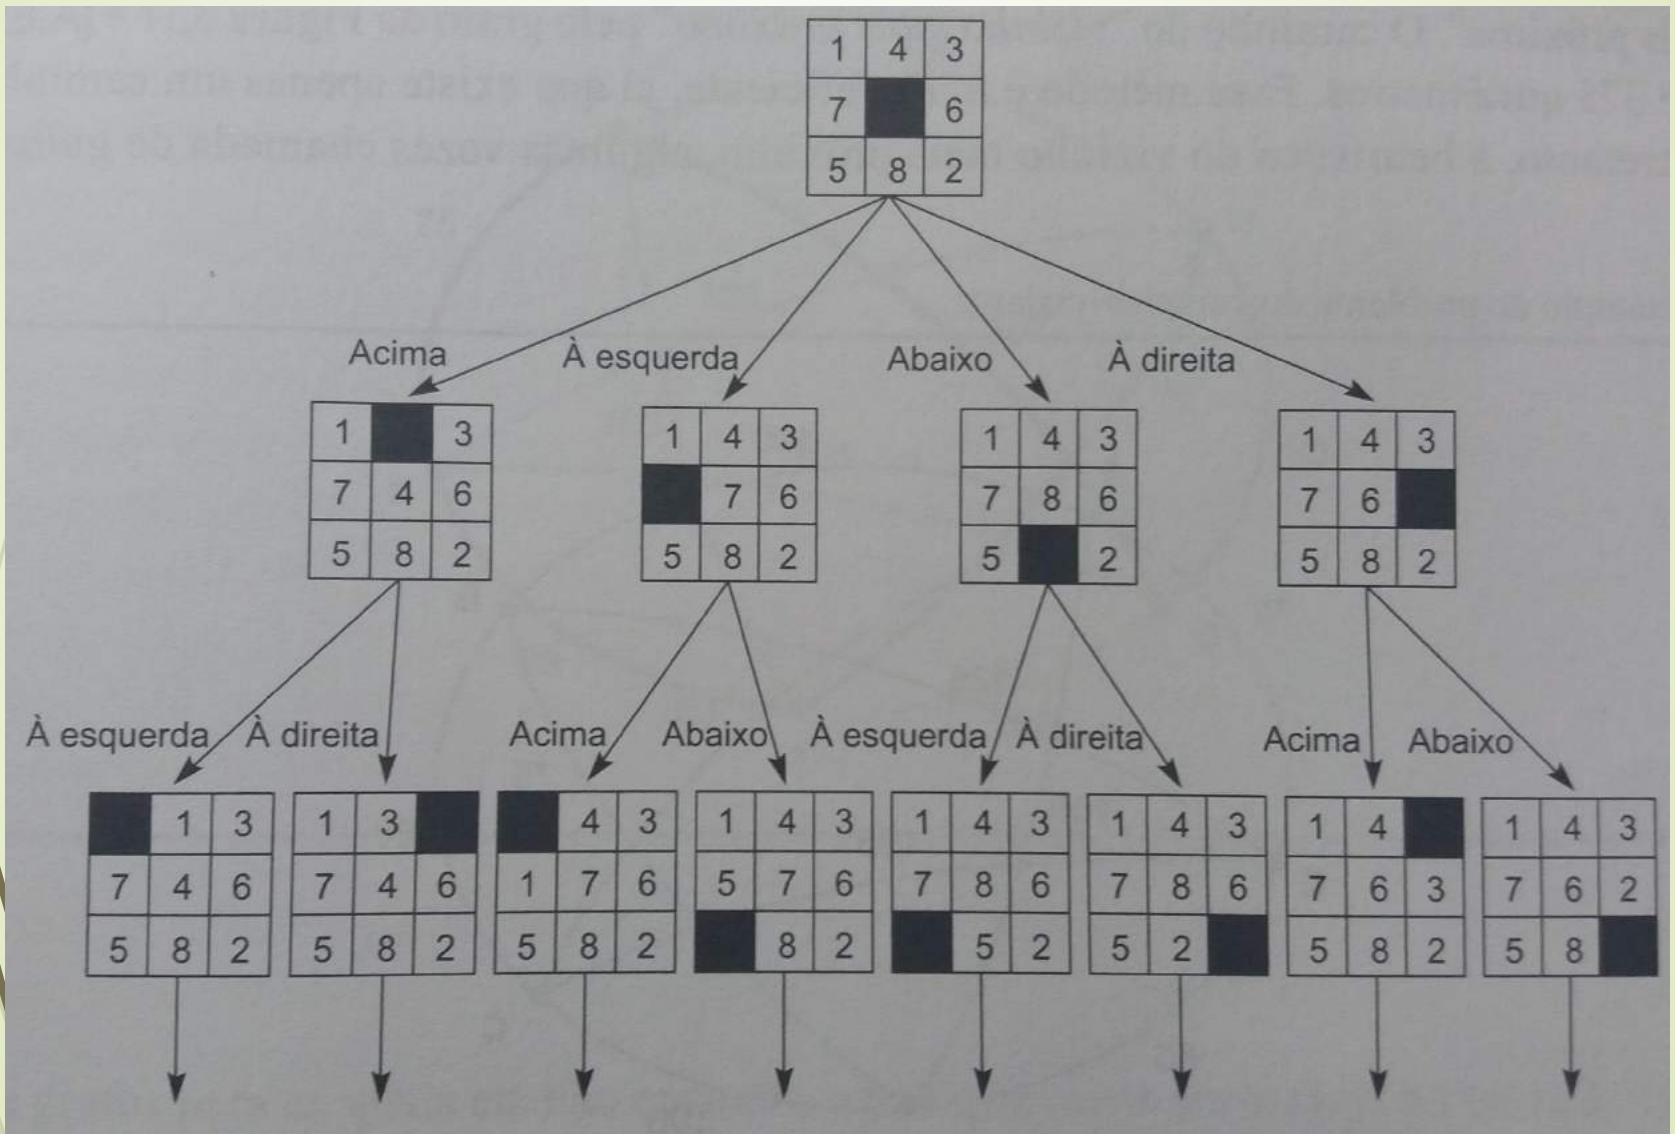 1 4 3
7 6
5 8 2
Acima À esquerda Abaixo À direita
1 3 1 4 3 1 4 3 1 4 3
7 4 6 7 6 7 8 6 7 6
5 8 2 5 8 2 5 2 5 8 2
À esquerda À direita Acima Abaixo À esquerda À direita Acima Abaixo
1 3 1 3 4 3 1 4 3 1 4 3 1 4 3 1 4 1 4 3
7 4 6 7 4 6 1 7 6 5 7 6 7 8 6 7 8 6 7 6 3 7 6 2
5 8 2 5 8 2 5 8 2 8 2 5 2 5 2 5 8 2 5 8